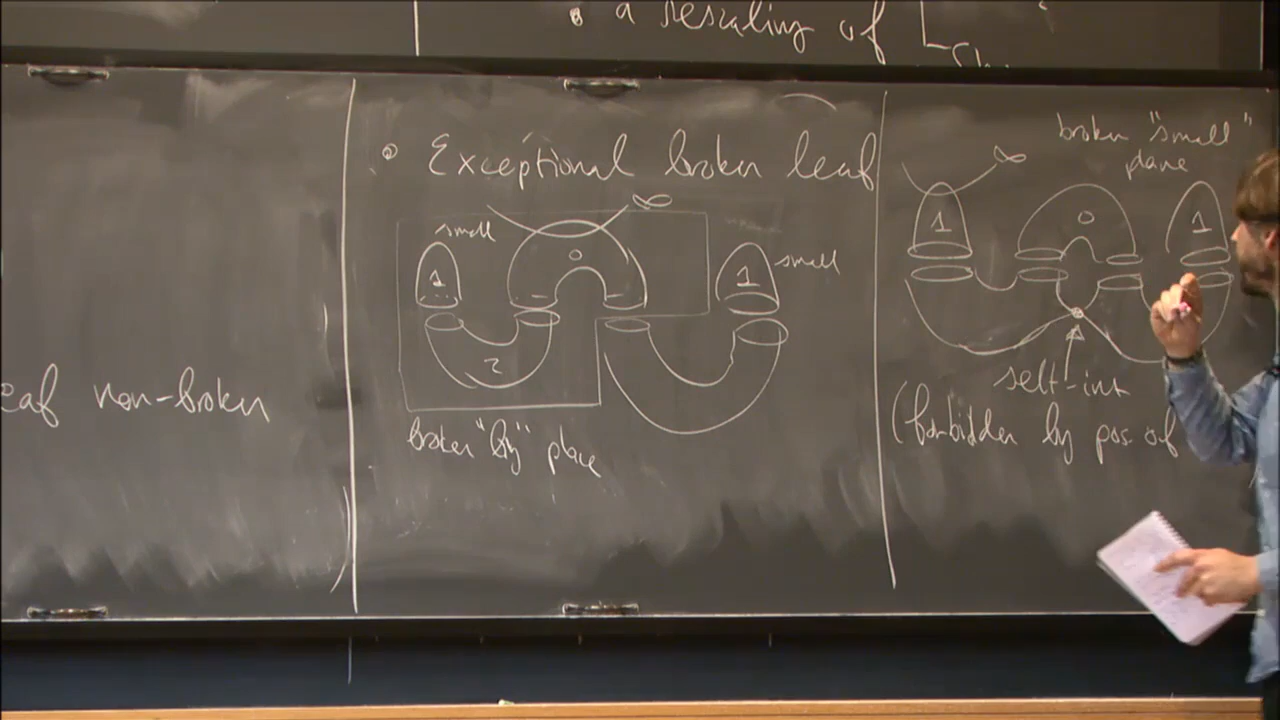 • a rescaling of L
leaf non-broken
• Exceptional broken leaf
∞
small
1
0
1
small
2
broken "big" plane
broken "small"
plane
∞
1
0
1
self-int
(forbidden by pos of